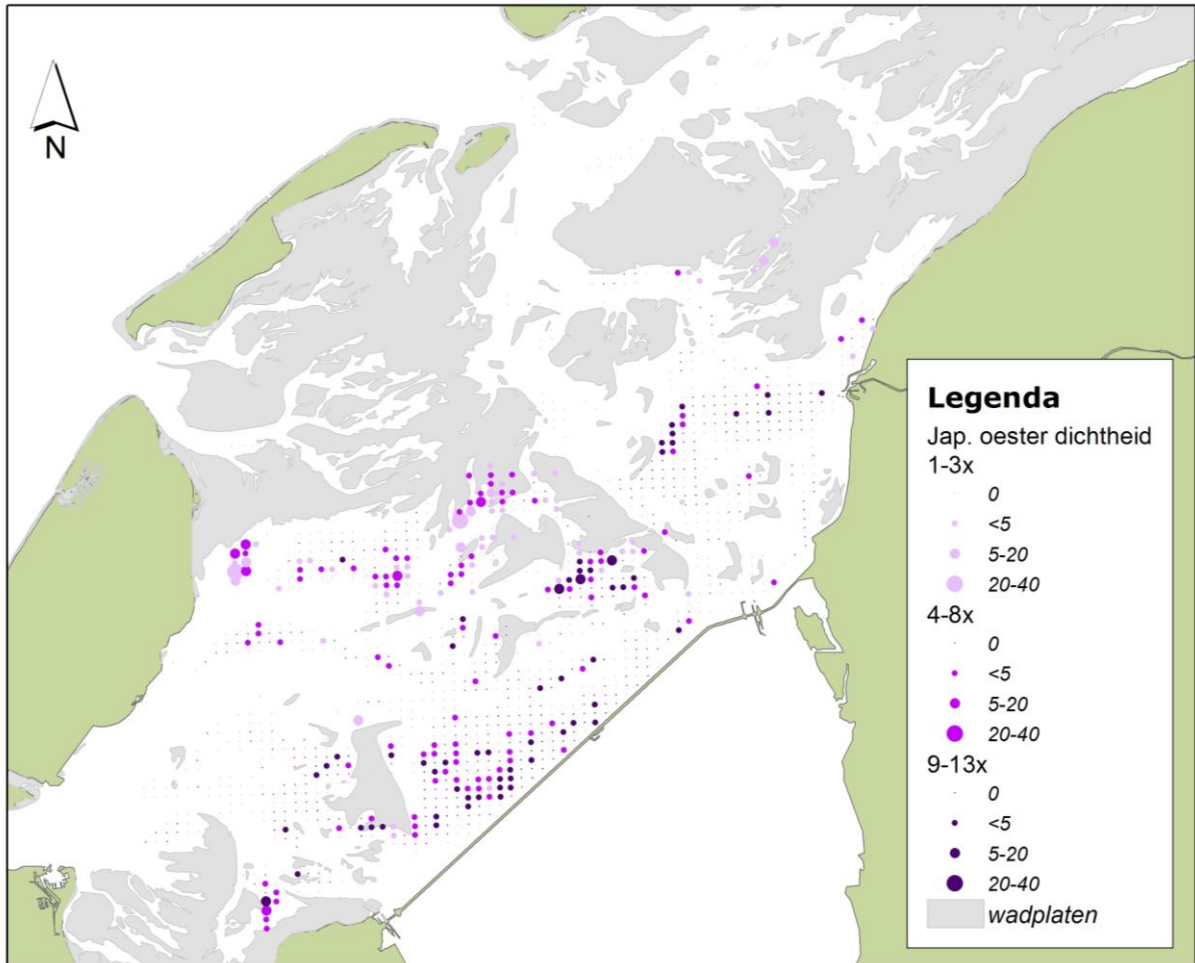 N
Legenda
Jap. oester dichtheid
1-3x
0
<5
5-20
20-40
4-8x
0
<5
5-20
20-40
9-13x
0
<5
5-20
20-40
wadplaten